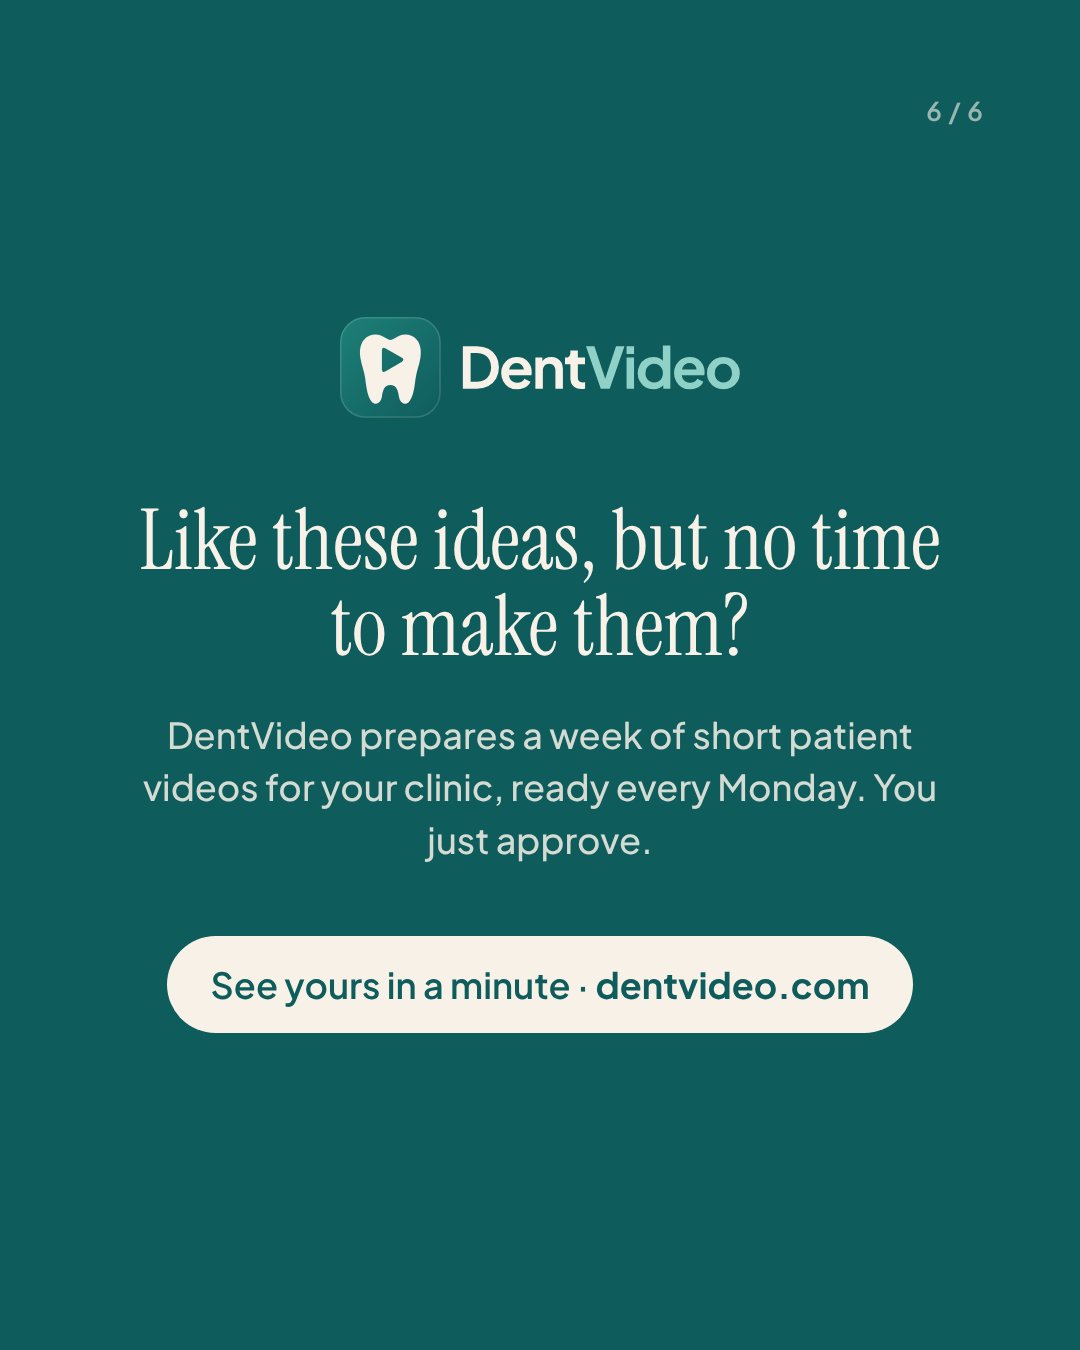 6 / 6
DentVideo
Like these ideas, but no time
to make them?
DentVideo prepares a week of short patient
videos for your clinic, ready every Monday. You
just approve.
See yours in a minute · dentvideo.com